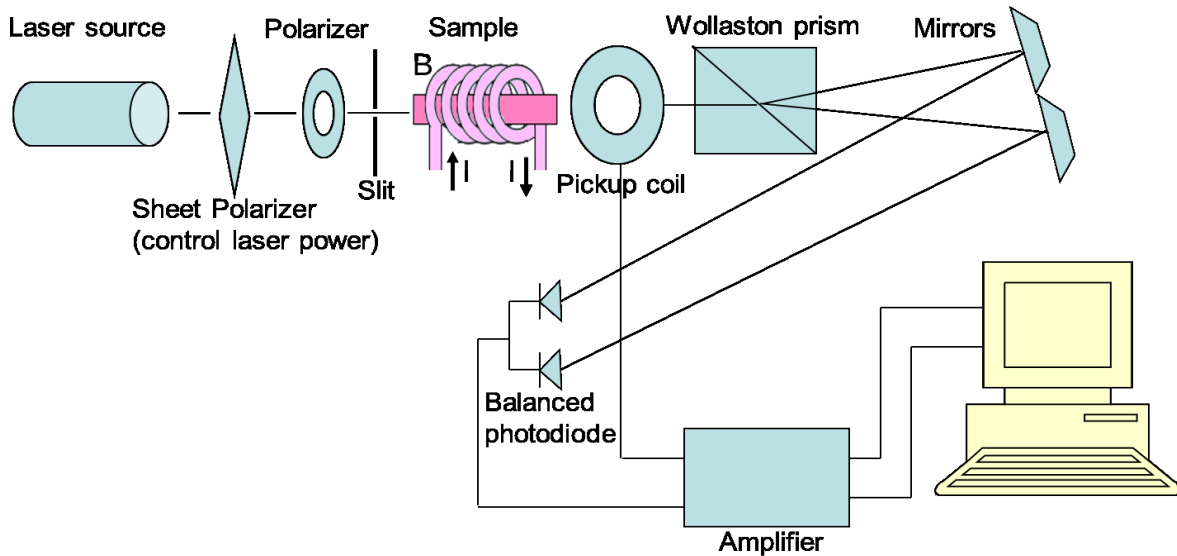 Laser source
Polarizer
Sample
Wollaston prism
Mirrors
B
I I
Slit
Pickup coil
Sheet Polarizer
(control laser power)
Balanced
photodiode
Amplifier